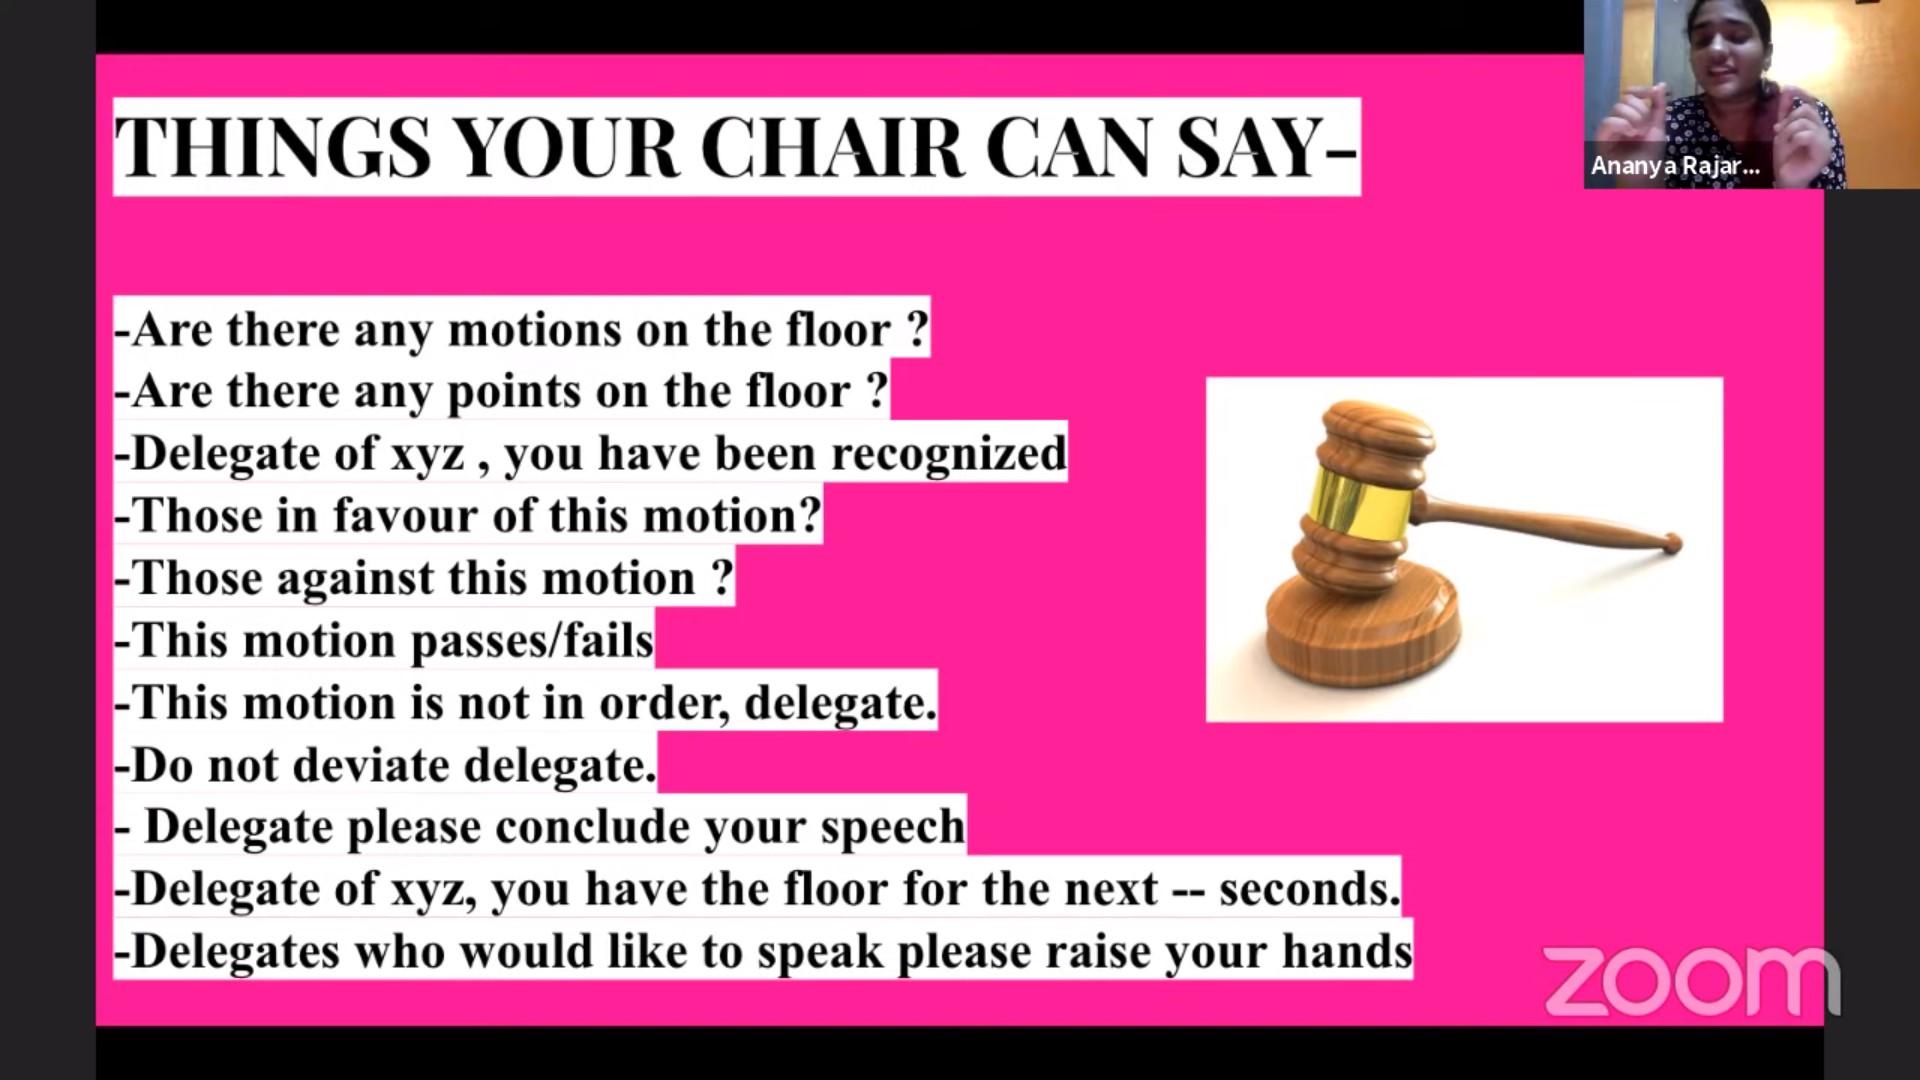 THINGS YOUR CHAIR CAN SAY-
Ananya Rajar...
-Are there any motions on the floor ?
-Are there any points on the floor ?
-Delegate of xyz , you have been recognized
-Those in favour of this motion?
-Those against this motion ?
-This motion passes/fails
-This motion is not in order, delegate.
-Do not deviate delegate.
- Delegate please conclude your speech
-Delegate of xyz, you have the floor for the next -- seconds.
-Delegates who would like to speak please raise your hands
zoom